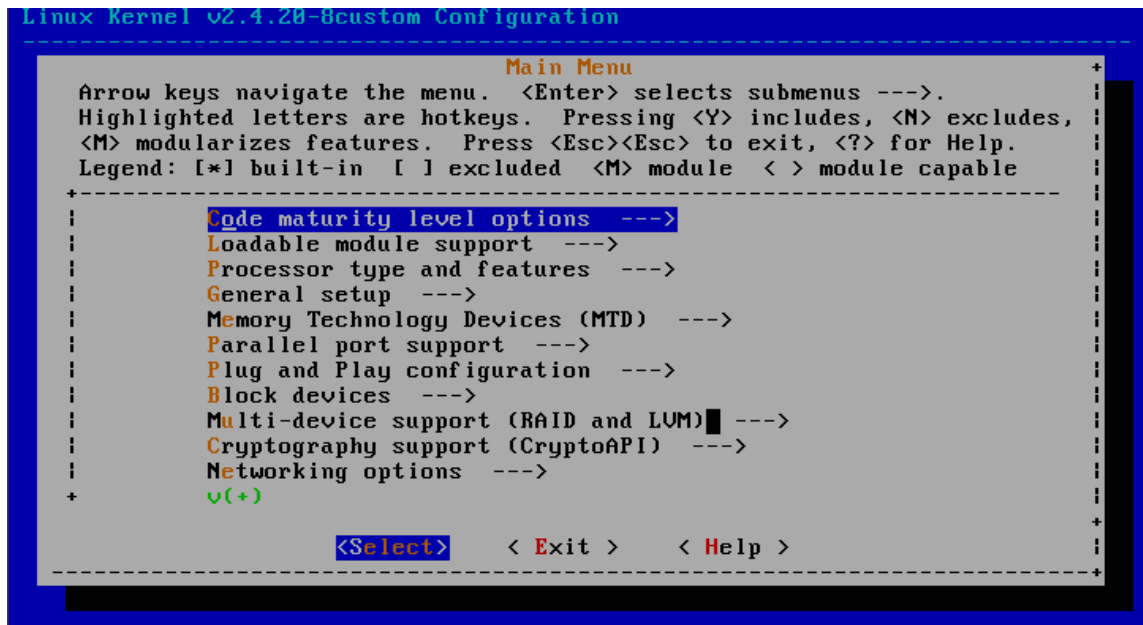 Linux Kernel v2.4.20-8custom Configuration
Main Menu
Arrow keys navigate the menu.  <Enter> selects submenus --->.
Highlighted letters are hotkeys.  Pressing <Y> includes, <N> excludes,
<M> modularizes features.  Press <Esc><Esc> to exit, <?> for Help.
Legend: [*] built-in  [ ] excluded  <M> module  < > module capable
Code maturity level options  --->
Loadable module support  --->
Processor type and features  --->
General setup  --->
Memory Technology Devices (MTD)  --->
Parallel port support  --->
Plug and Play configuration  --->
Block devices  --->
Multi-device support (RAID and LVM)  --->
Cryptography support (CryptoAPI)  --->
Networking options  --->
v(+)
<Select>    < Exit >    < Help >